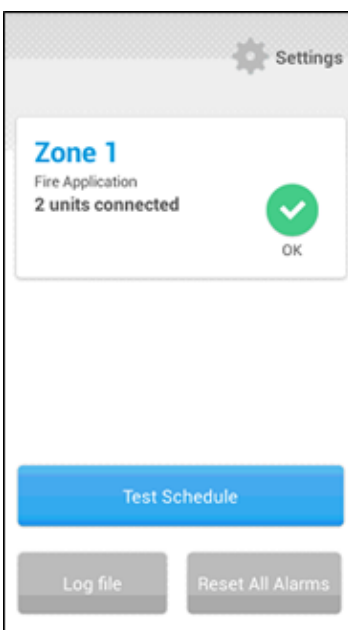 Settings
Zone 1
Fire Application
2 units connected
OK
Test Schedule
Log file
Reset All Alarms